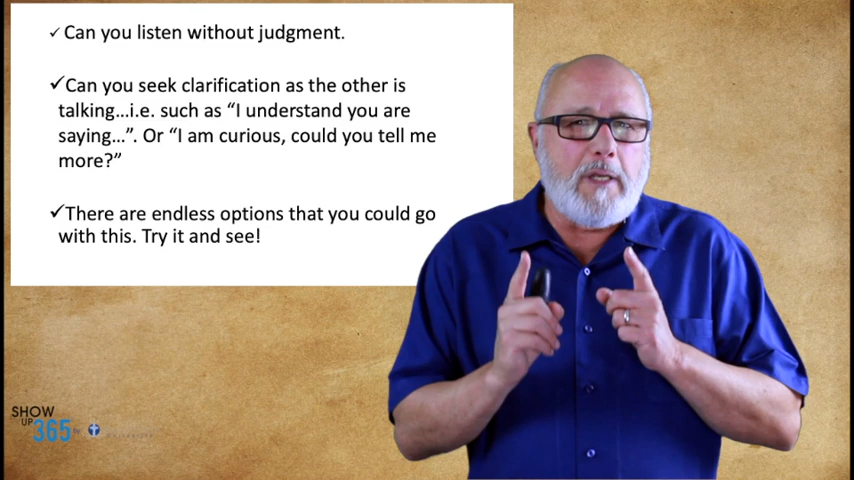 ✓ Can you listen without judgment.
✓Can you seek clarification as the other is
talking...i.e. such as “I understand you are
saying...”. Or “I am curious, could you tell me
more?”
✓There are endless options that you could go
with this. Try it and see!
SHOW
UP
365 by